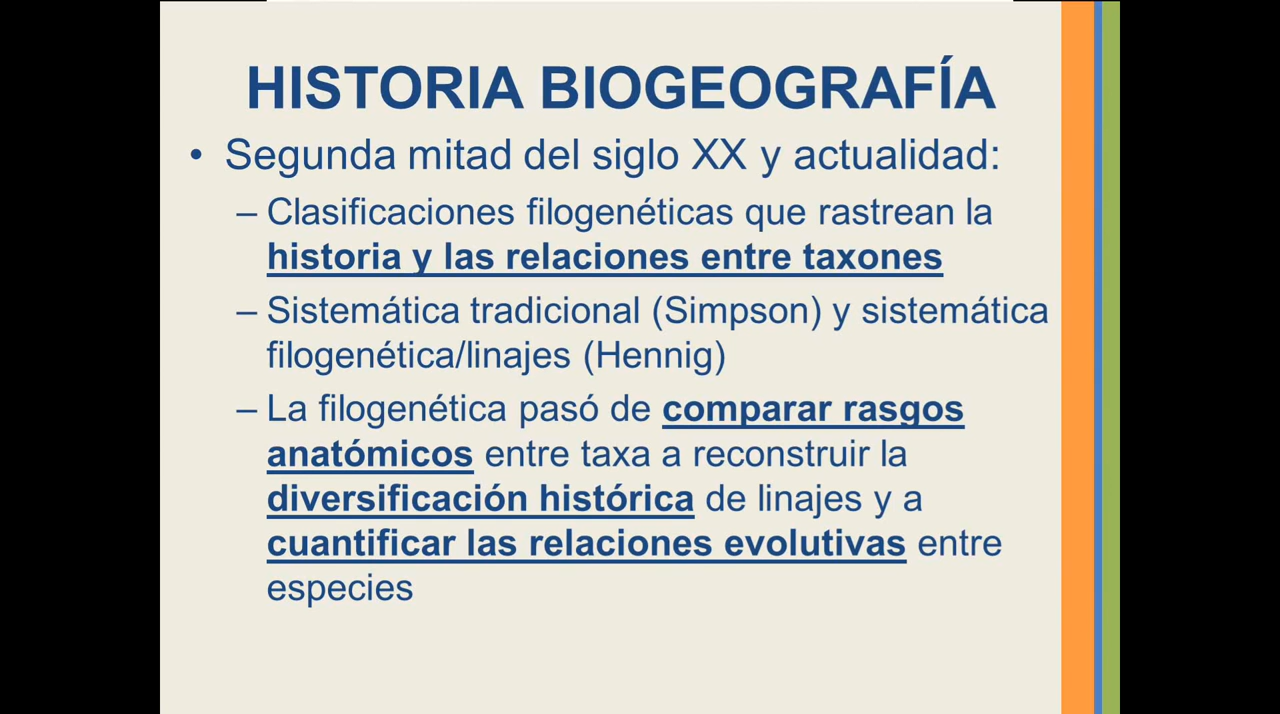 HISTORIA BIOGEOGRAFÍA
• Segunda mitad del siglo XX y actualidad:
– Clasificaciones filogenéticas que rastrean la
historia y las relaciones entre taxones
– Sistemática tradicional (Simpson) y sistemática
filogenética/linajes (Hennig)
– La filogenética pasó de comparar rasgos
anatómicos entre taxa a reconstruir la
diversificación histórica de linajes y a
cuantificar las relaciones evolutivas entre
especies